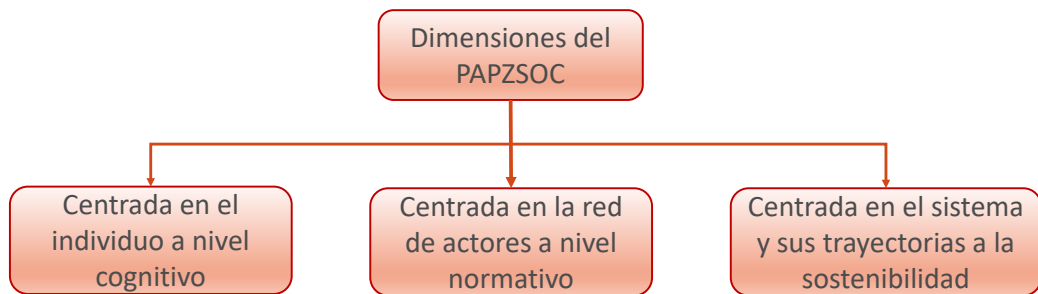 Dimensiones del
PAPZSOC
Centrada en el
individuo a nivel
cognitivo
Centrada en la red
de actores a nivel
normativo
Centrada en el sistema
y sus trayectorias a la
sostenibilidad